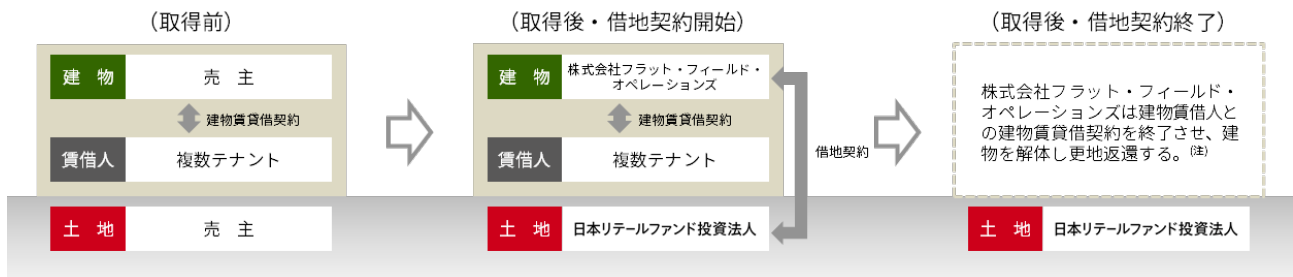 （取得前）
建　物
売　主
建物賃貸借契約
賃借人
複数テナント
土　地
売　主
（取得後・借地契約開始）
建　物
株式会社フラット・フィールド・
オペレーションズ
建物賃貸借契約
賃借人
複数テナント
借地契約
土　地
日本リテールファンド投資法人
（取得後・借地契約終了）
株式会社フラット・フィールド・
オペレーションズは建物賃借人と
の建物賃貸借契約を終了させ、建
物を解体し更地返還する。(注)
土　地
日本リテールファンド投資法人